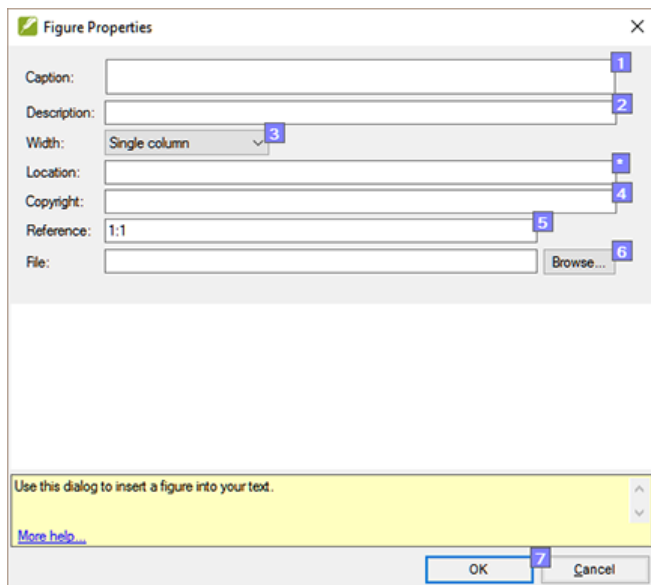 Figure Properties
Caption: 1
Description: 2
Width: Single column 3
Location: *
Copyright: 4
Reference: 1:1 5
File: Browse... 6
Use this dialog to insert a figure into your text.
More help...
OK 7 Cancel